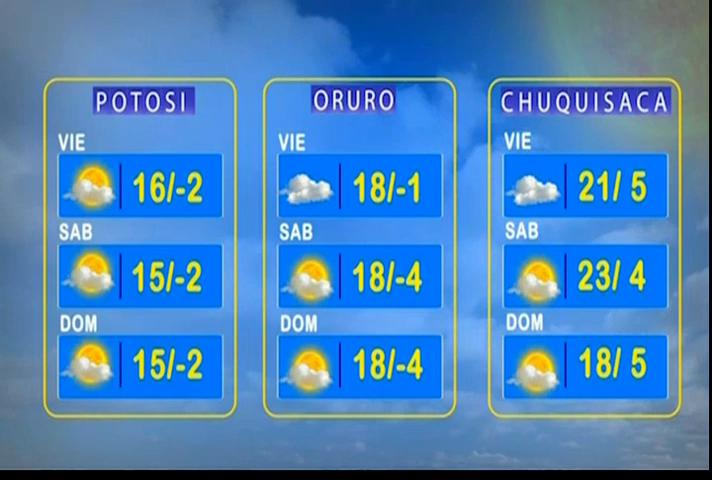 POTOSI
VIE
16/-2
SAB
15/-2
DOM
15/-2
ORURO
VIE
18/-1
SAB
18/-4
DOM
18/-4
CHUQUISACA
VIE
21/ 5
SAB
23/ 4
DOM
18/ 5